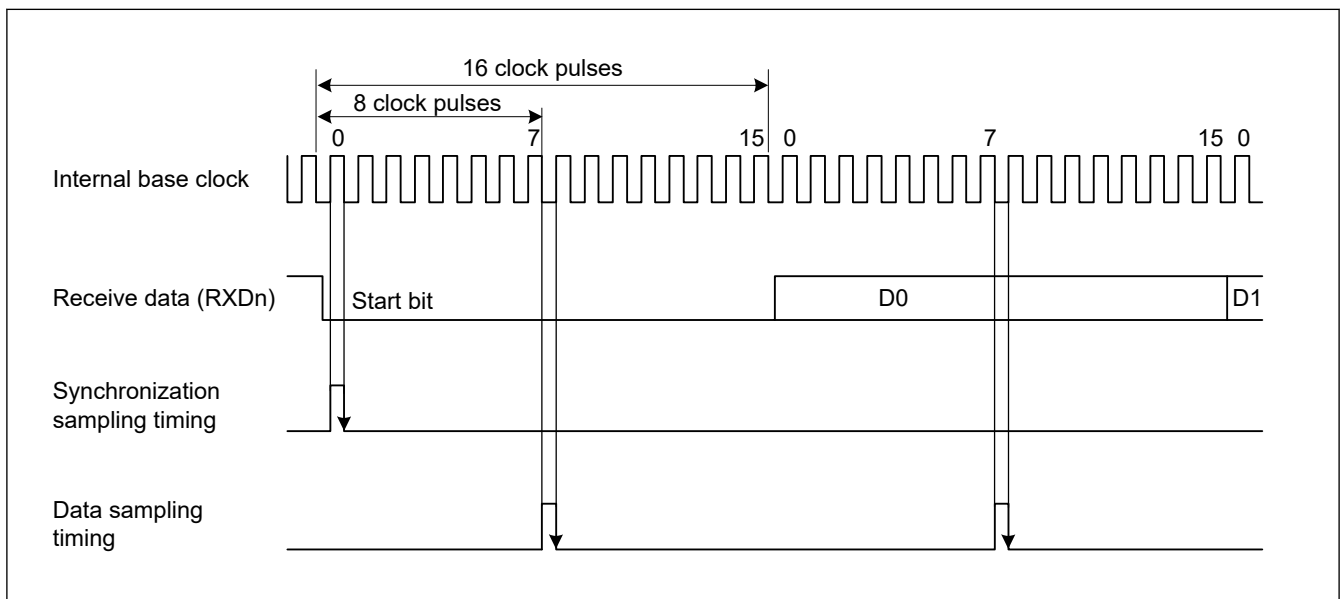 16 clock pulses
8 clock pulses
0 7 15 0 7 15 0
Internal base clock
Receive data (RXDn)
Start bit
D0
D1
Synchronization
sampling timing
Data sampling
timing